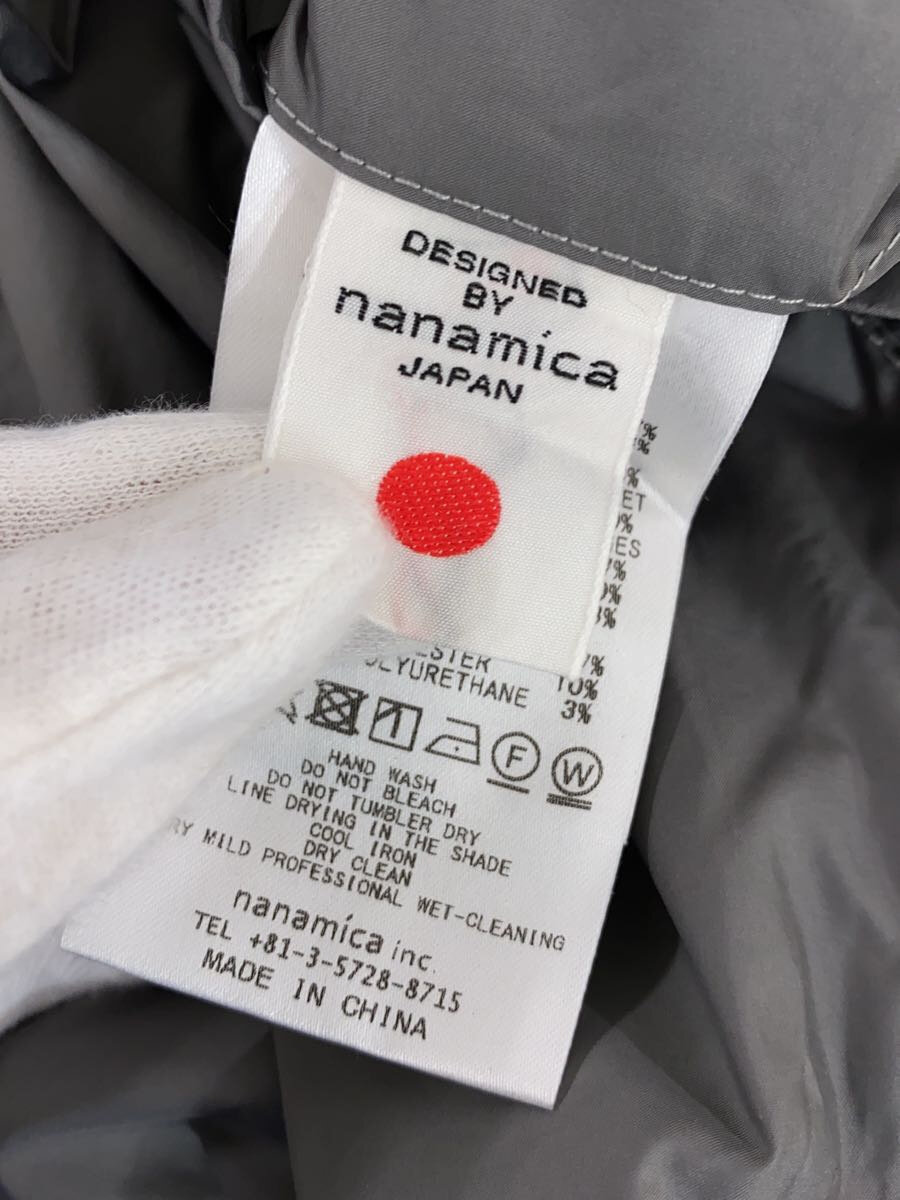 DESIGNED
BY
nanamica
JAPAN
%
%
%
%
%
10%
3%
HAND WASH
DO NOT BLEACH
DO NOT TUMBLER DRY
LINE DRYING IN THE SHADE
COOL IRON
DRY CLEAN
MILD PROFESSIONAL WET-CLEANING
nanamica inc.
TEL +81-3-5728-8715
MADE IN CHINA
F
W